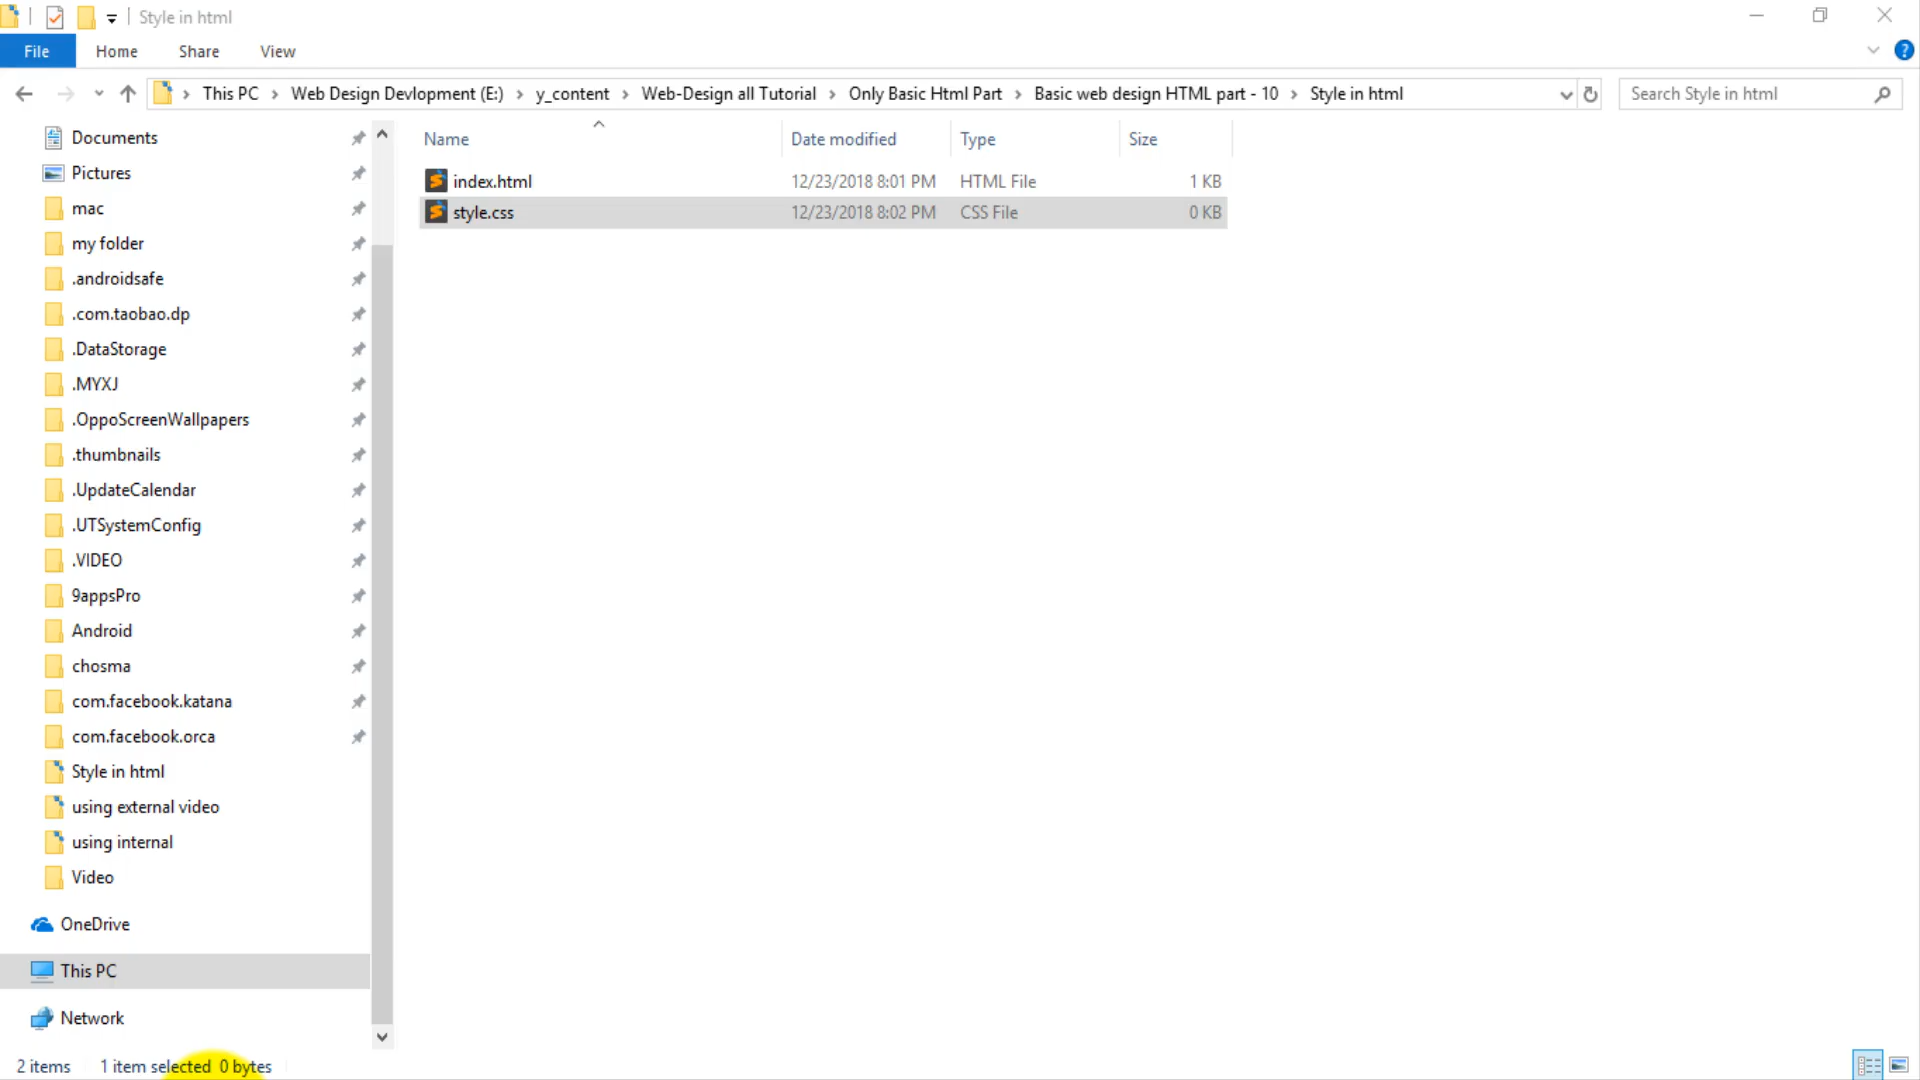 Style in html
File Home Share View
This PC Web Design Devlopment (E:) y_content Web-Design all Tutorial Only Basic Html Part Basic web design HTML part - 10 Style in html Search Style in html
Name Date modified Type Size
index.html 12/23/2018 8:01 PM HTML File 1 KB
style.css 12/23/2018 8:02 PM CSS File 0 KB
Documents
Pictures
mac
my folder
.androidsafe
.com.taobao.dp
.DataStorage
.MYXJ
.OppoScreenWallpapers
.thumbnails
.UpdateCalendar
.UTSystemConfig
.VIDEO
9appsPro
Android
chosma
com.facebook.katana
com.facebook.orca
Style in html
using external video
using internal
Video
OneDrive
This PC
Network
2 items 1 item selected 0 bytes